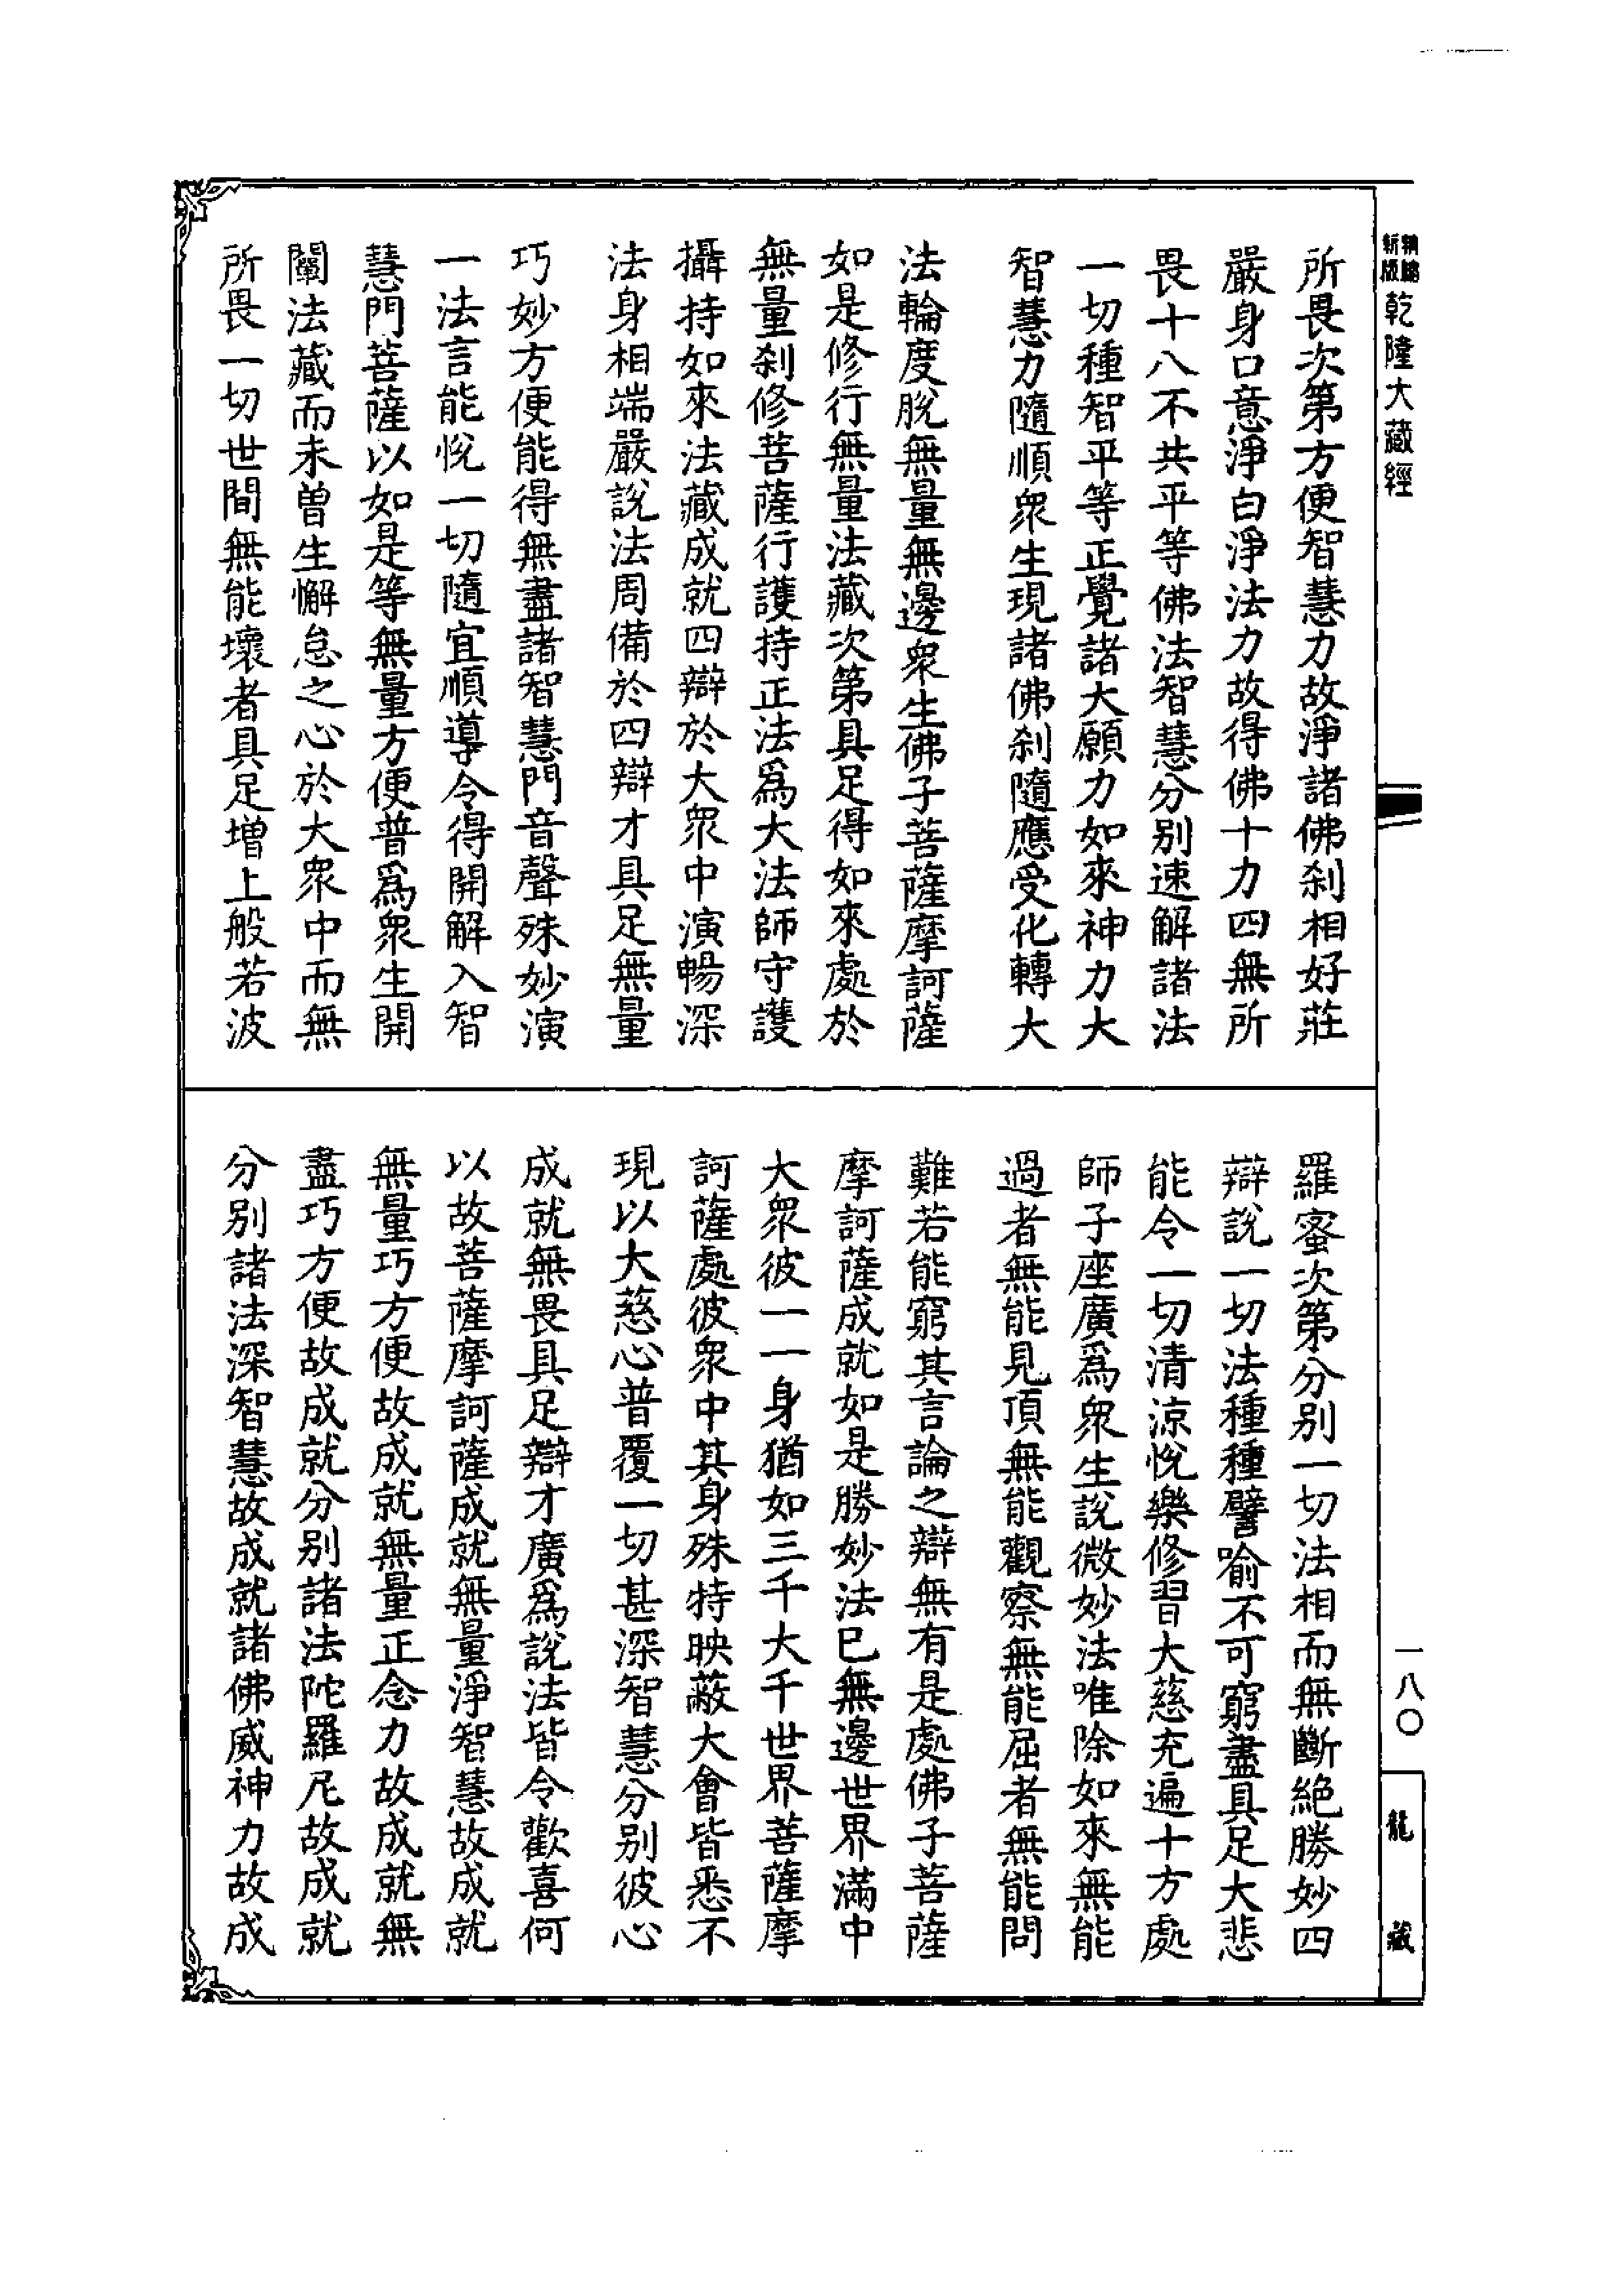 新版
乾隆大藏經
所畏次第方便智慧力故淨諸佛刹相好莊
嚴身口意淨白淨法力故得佛十力四無所
畏十八不共平等佛法智慧分別速解諸法
一切種智平等正覺諸大願力如來神力大
智慧力隨順衆生現諸佛刹隨應受化轉大
法輪度脫無量無邊衆生佛子菩薩摩訶薩
如是修行無量法藏次第具足得如來處於
無量刹修菩薩行護持正法爲大法師守護
攝持如來法藏成就四辯於大衆中演暢深
法身相端嚴說法周備於四辯才具足無量
巧妙方便能得無盡諸智慧門音聲殊妙演
一法言能悅一切隨宜順導令得開解入智
慧門菩薩以如是等無量方便普爲衆生開
闡法藏而未曾生懈怠之心於大衆中而無
所畏一切世間無能壞者具足增上般若波
羅蜜次第分別一切法相而無斷絕勝妙四
辯說一切法種種譬喻不可窮盡具足大悲
能令一切清涼悅樂修習大慈充遍十方處
師子座廣爲衆生說微妙法唯除如來無能
過者無能見頂無能觀察無能屈者無能問
難若能窮其言論之辯無有是處佛子菩薩
摩訶薩成就如是勝妙法已無邊世界滿中
大衆彼一一身猶如三千大千世界菩薩摩
訶薩處彼衆中其身殊特映蔽大會皆悉不
現以大慈心普覆一切甚深智慧分別彼心
成就無畏具足辯才廣爲說法皆令歡喜何
以故菩薩摩訶薩成就無量淨智慧故成就
無量巧方便故成就無量正念力故成就無
盡巧方便故成就分別諸法陀羅尼故成就
分別諸法深智慧故成就諸佛威神力故成
一八〇
龍藏